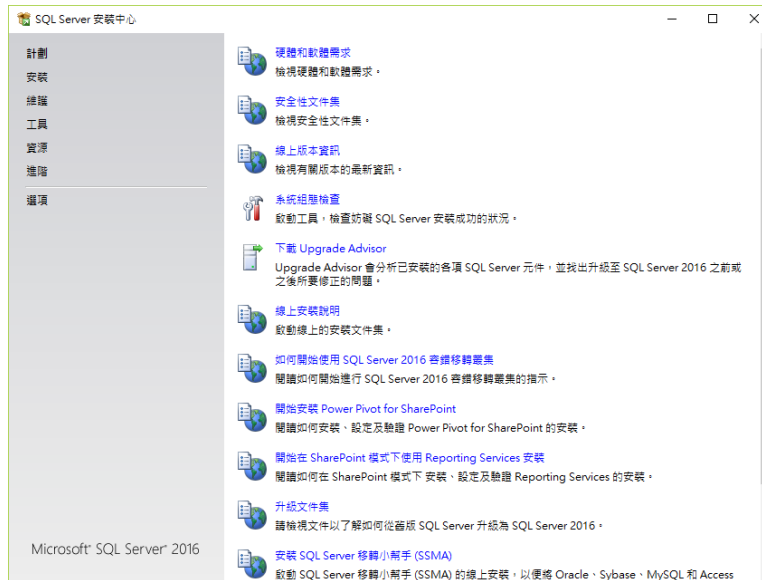 SQL Server 安裝中心
計劃
安裝
維護
工具
資源
進階
選項
Microsoft® SQL Server® 2016
硬體和軟體需求
檢視硬體和軟體需求。
安全性文件集
檢視安全性文件集。
線上版本資訊
檢視有關版本的最新資訊。
系統組態檢查
啟動工具，檢查妨礙 SQL Server 安裝成功的狀況。
下載 Upgrade Advisor
Upgrade Advisor 會分析已安裝的各項 SQL Server 元件，並找出升級至 SQL Server 2016 之前或
之後所要修正的問題。
線上安裝說明
啟動線上的安裝文件集。
如何開始使用 SQL Server 2016 容錯移轉叢集
閱讀如何開始進行 SQL Server 2016 容錯移轉叢集的指示。
開始安裝 Power Pivot for SharePoint
閱讀如何安裝、設定及驗證 Power Pivot for SharePoint 的安裝。
開始在 SharePoint 模式下使用 Reporting Services 安裝
閱讀如何在 SharePoint 模式下 安裝、設定及驗證 Reporting Services 的安裝。
升級文件集
請檢視文件以了解如何從舊版 SQL Server 升級為 SQL Server 2016。
安裝 SQL Server 移轉小幫手 (SSMA)
啟動 SQL Server 移轉小幫手 (SSMA) 的線上安裝，以便將 Oracle、Sybase、MySQL 和 Access